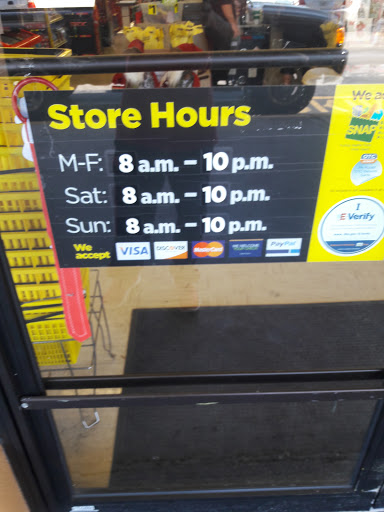 Store Hours
M-F: 8 a.m. – 10 p.m.
Sat: 8 a.m. – 10 p.m.
Sun: 8 a.m. – 10 p.m.
We accept
VISA DISCOVER MasterCard PayPal
We ac
SNAP
I
E Verify